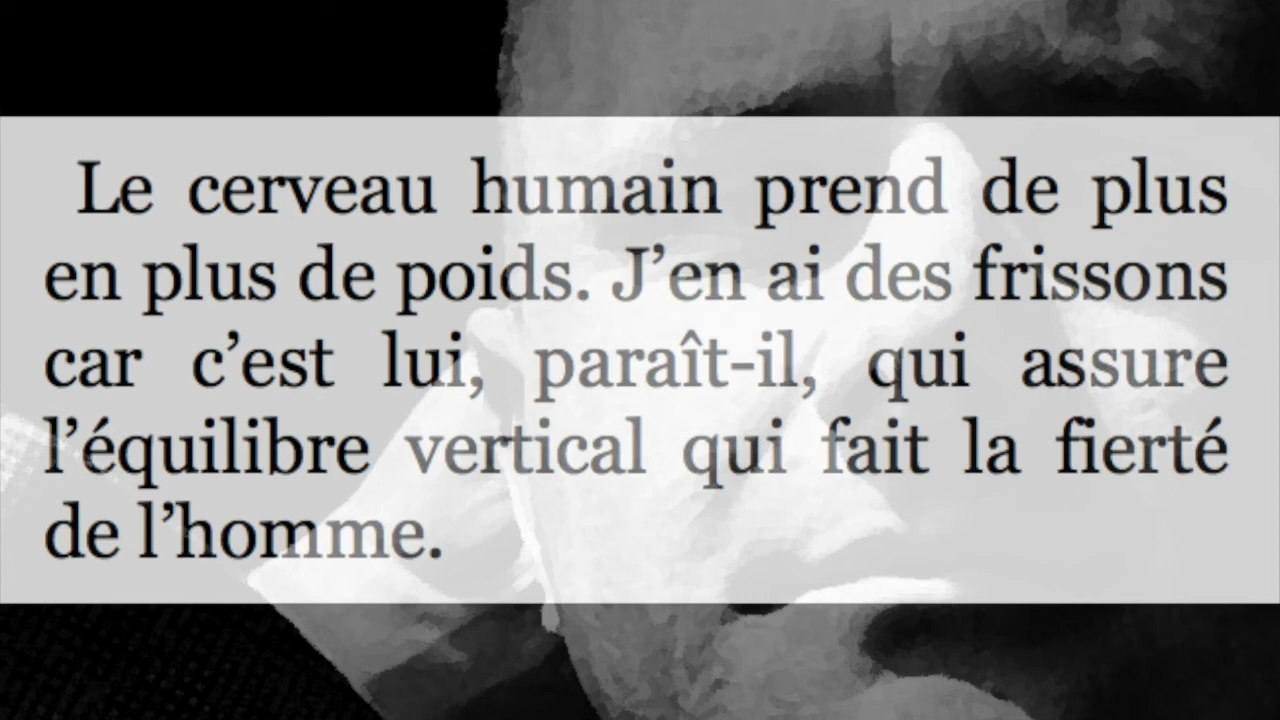 Le cerveau humain prend de plus
en plus de poids. J’en ai des frissons
car c’est lui, paraît-il, qui assure
l’équilibre vertical qui fait la fierté
de l’homme.